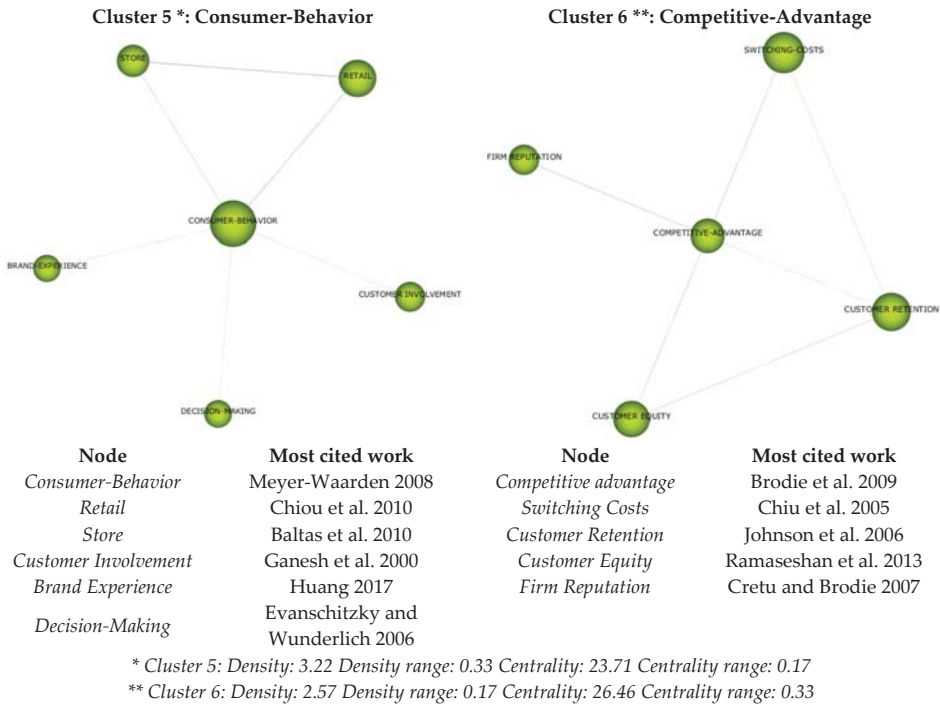 Cluster 5 *: Consumer-Behavior
STORE
RETAIL
CONSUMER-BEHAVIOR
BRAND-EXPERIENCE
CUSTOMER INVOLVEMENT
DECISION-MAKING
Cluster 6 **: Competitive-Advantage
SWITCHING-COSTS
FIRM REPUTATION
COMPETITIVE-ADVANTAGE
CUSTOMER RETENTION
CUSTOMER EQUITY
Node Most cited work
Consumer-Behavior Meyer-Waarden 2008
Retail Chiou et al. 2010
Store Baltas et al. 2010
Customer Involvement Ganesh et al. 2000
Brand Experience Huang 2017
Decision-Making Evanschitzky and
Wunderlich 2006
Node Most cited work
Competitive advantage Brodie et al. 2009
Switching Costs Chiu et al. 2005
Customer Retention Johnson et al. 2006
Customer Equity Ramaseshan et al. 2013
Firm Reputation Cretu and Brodie 2007
* Cluster 5: Density: 3.22 Density range: 0.33 Centrality: 23.71 Centrality range: 0.17
** Cluster 6: Density: 2.57 Density range: 0.17 Centrality: 26.46 Centrality range: 0.33